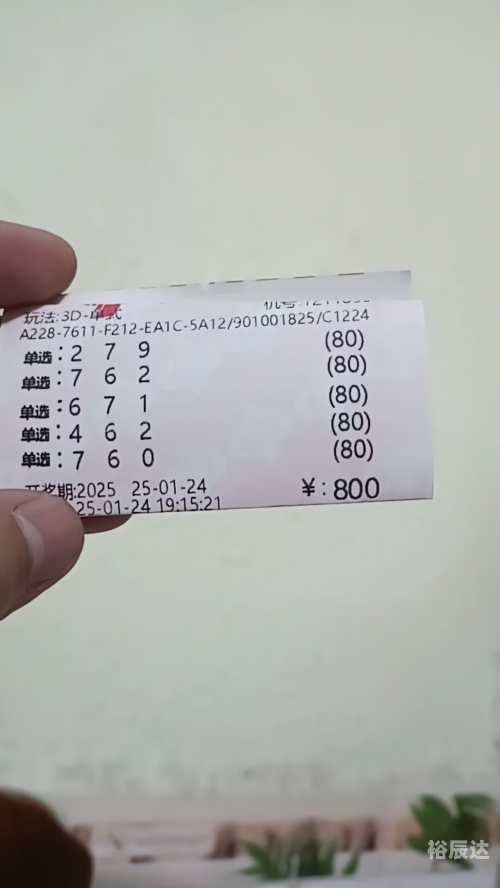 玩法:3D-单式
机号:1214
A228-7611-F212-EA1C-5A12/901001825/C1224
单选:2 7 9 (80)
单选:7 6 2 (80)
单选:6 7 1 (80)
单选:4 6 2 (80)
单选:7 6 0 (80)
开奖期:2025 25-01-24 ¥:800
25-01-24 19:15:21
裕辰达